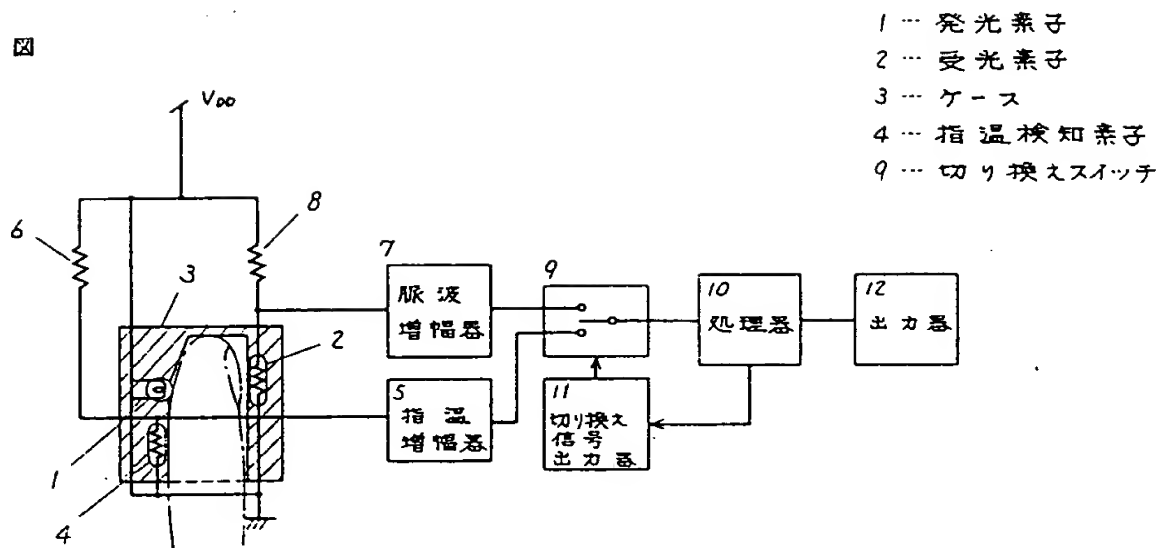 図
1 … 発光素子
2 … 受光素子
3 … ケース
4 … 指温検知素子
9 … 切り換えスイッチ
VDD
6
8
3
2
1
4
7
脈波
増幅器
5
指温
増幅器
9
11
切り換え
信号
出力器
10
処理器
12
出力器